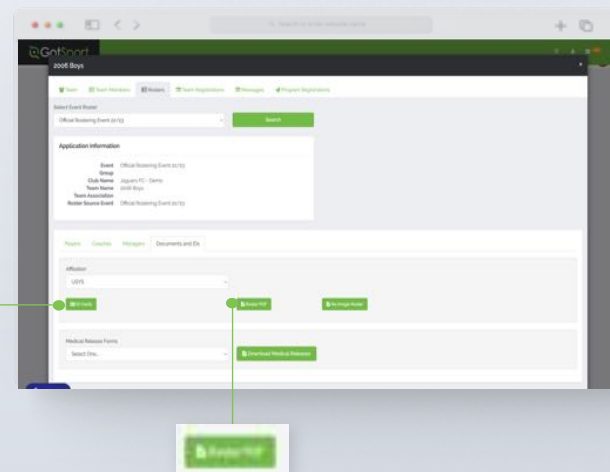 GotSport
2006 Boys
Team
Team Members
Rosters
Team Registrations
Messages
Program Registrations
Select Event Roster
Official Rostering Event 22/23
Search
Application Information
Event Official Rostering Event 22/23
Group
Club Name Jaguars FC - Demo
Team Name 2006 Boys
Team Association
Roster Source Event Official Rostering Event 22/23
Players
Coaches
Managers
Documents and IDs
Affiliation
USYS
ID Cards
Roster PDF
No Image Roster
Medical Release Forms
Select One...
Download Medical Releases
Roster PDF